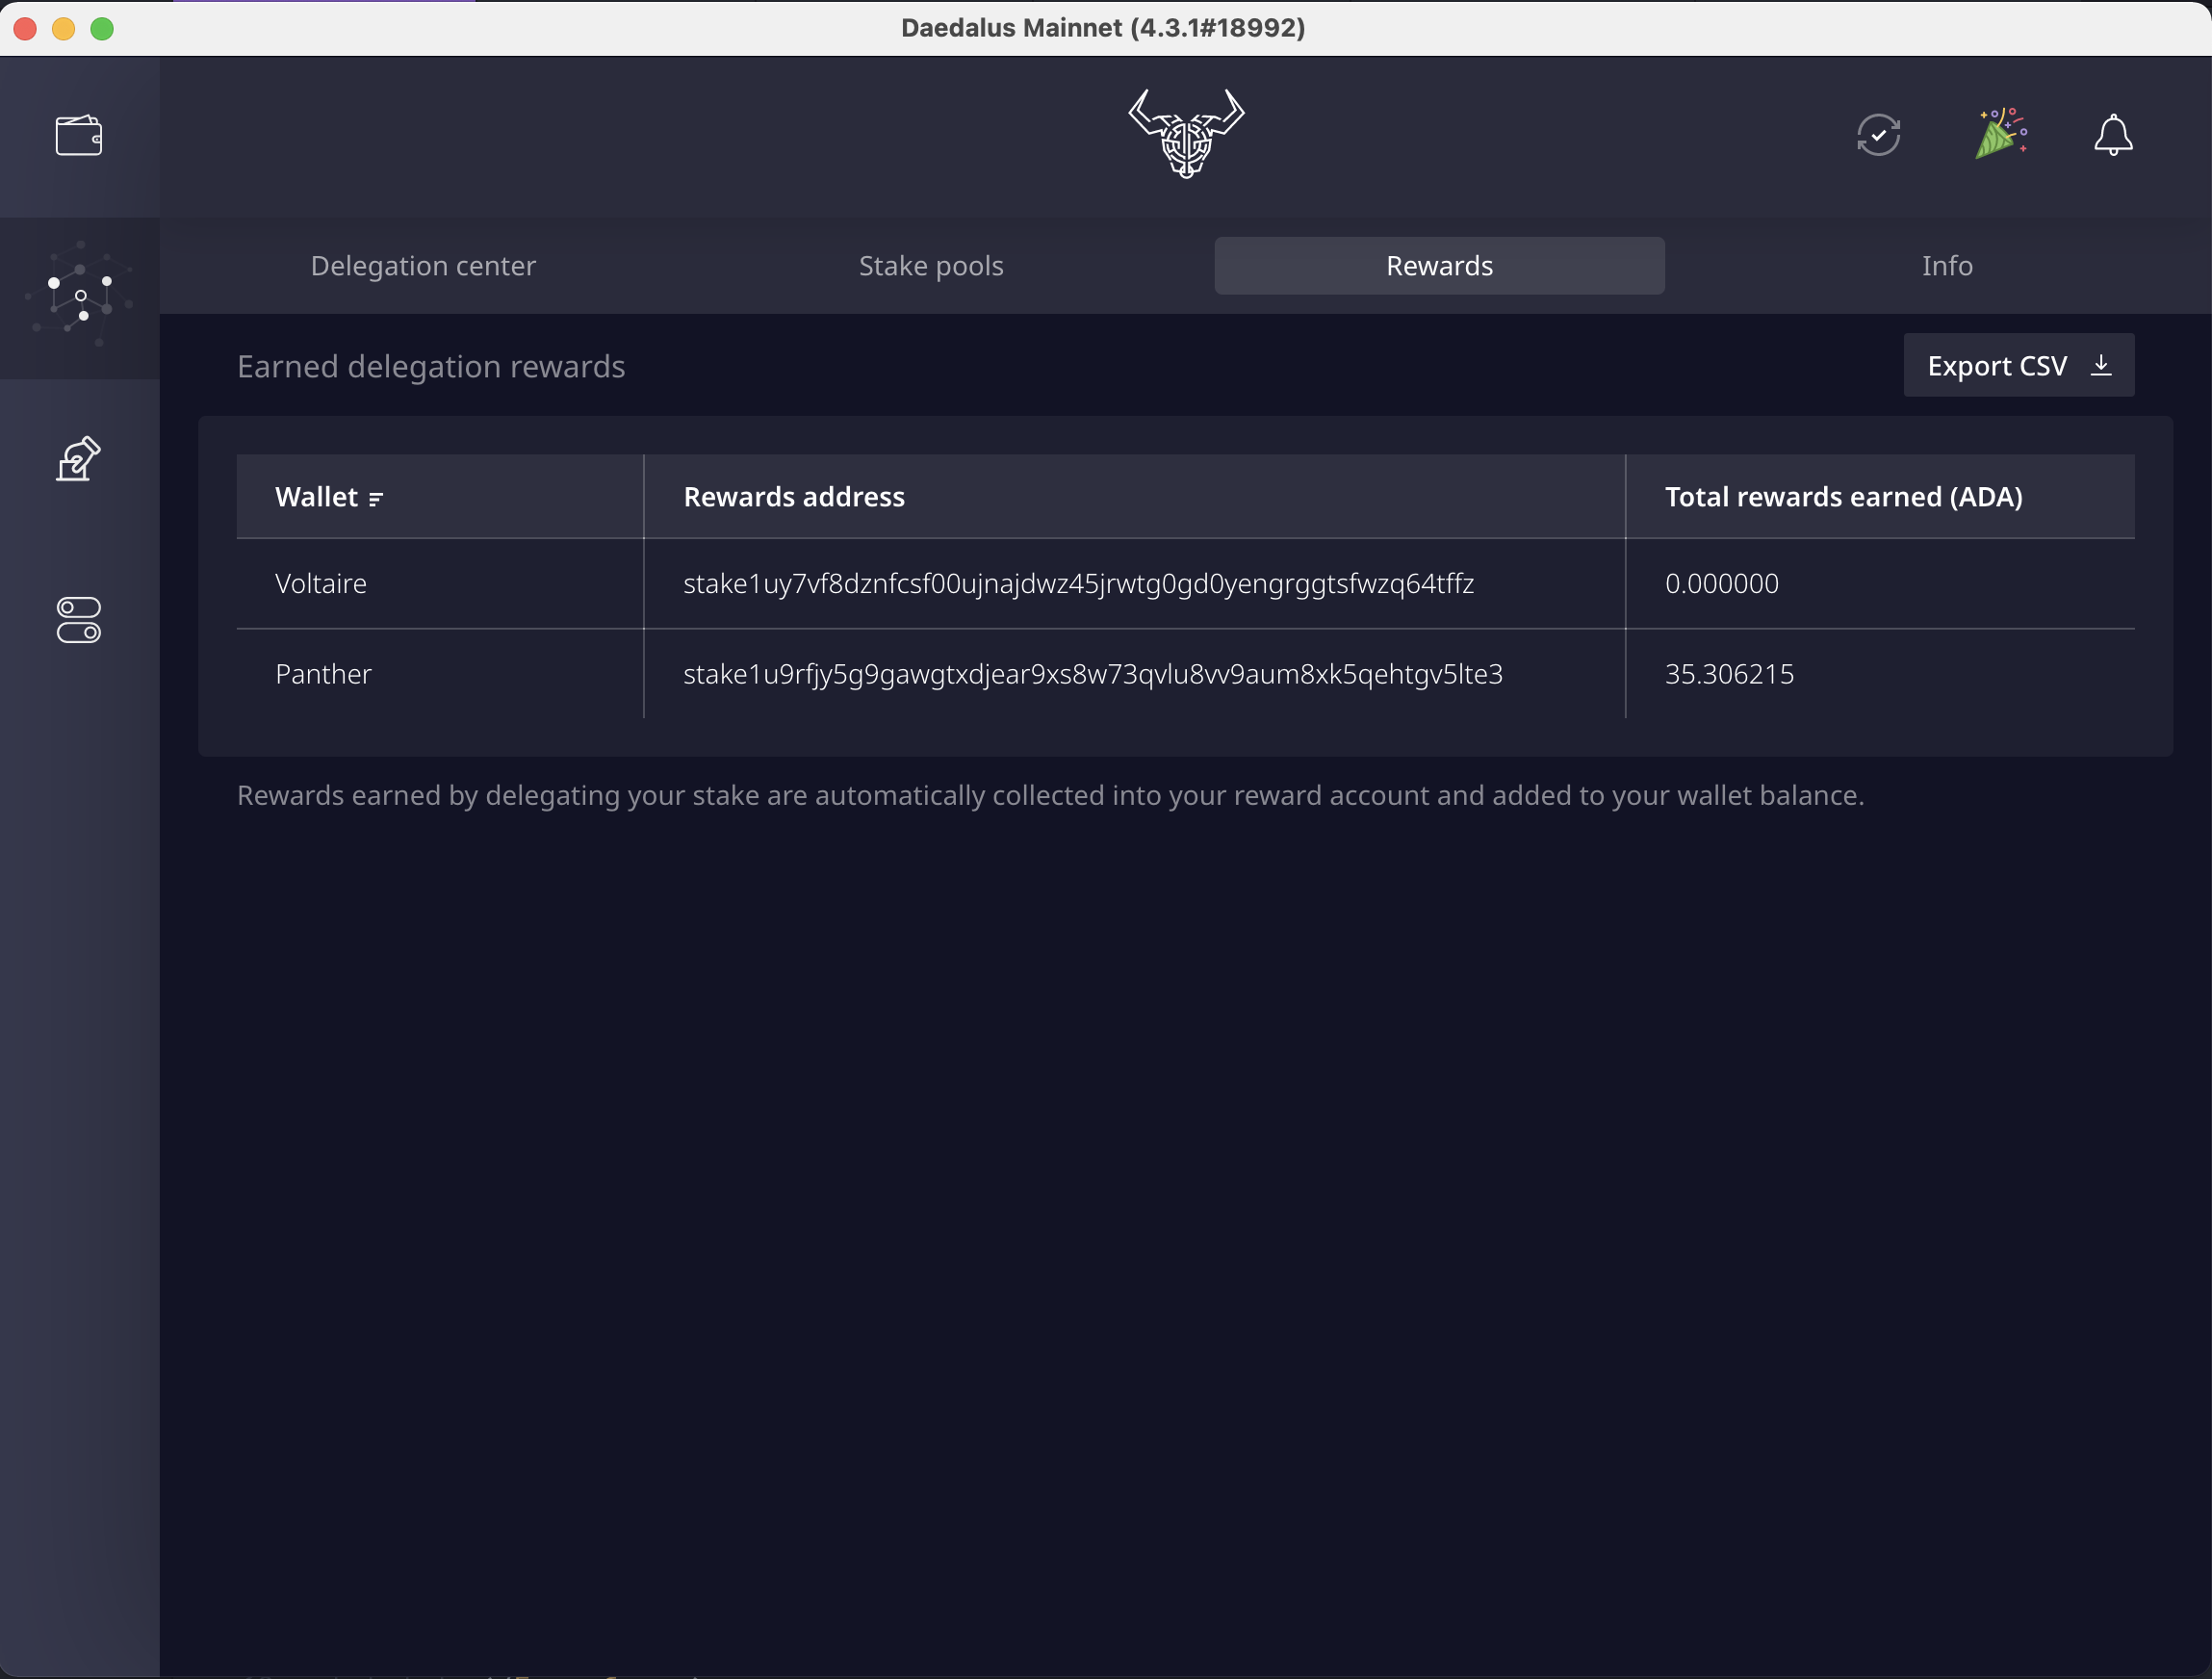 Daedalus Mainnet (4.3.1#18992)
Delegation center Stake pools Rewards Info
Earned delegation rewards Export CSV
Wallet Rewards address Total rewards earned (ADA)
Voltaire stake1uy7vf8dznfcsf00ujnajdwz45jrwtg0gd0yengrggtsfwzq64tffz 0.000000
Panther stake1u9rfjy5g9gawgtxdjear9xs8w73qvlu8vv9aum8xk5qehtgv5lte3 35.306215
Rewards earned by delegating your stake are automatically collected into your reward account and added to your wallet balance.